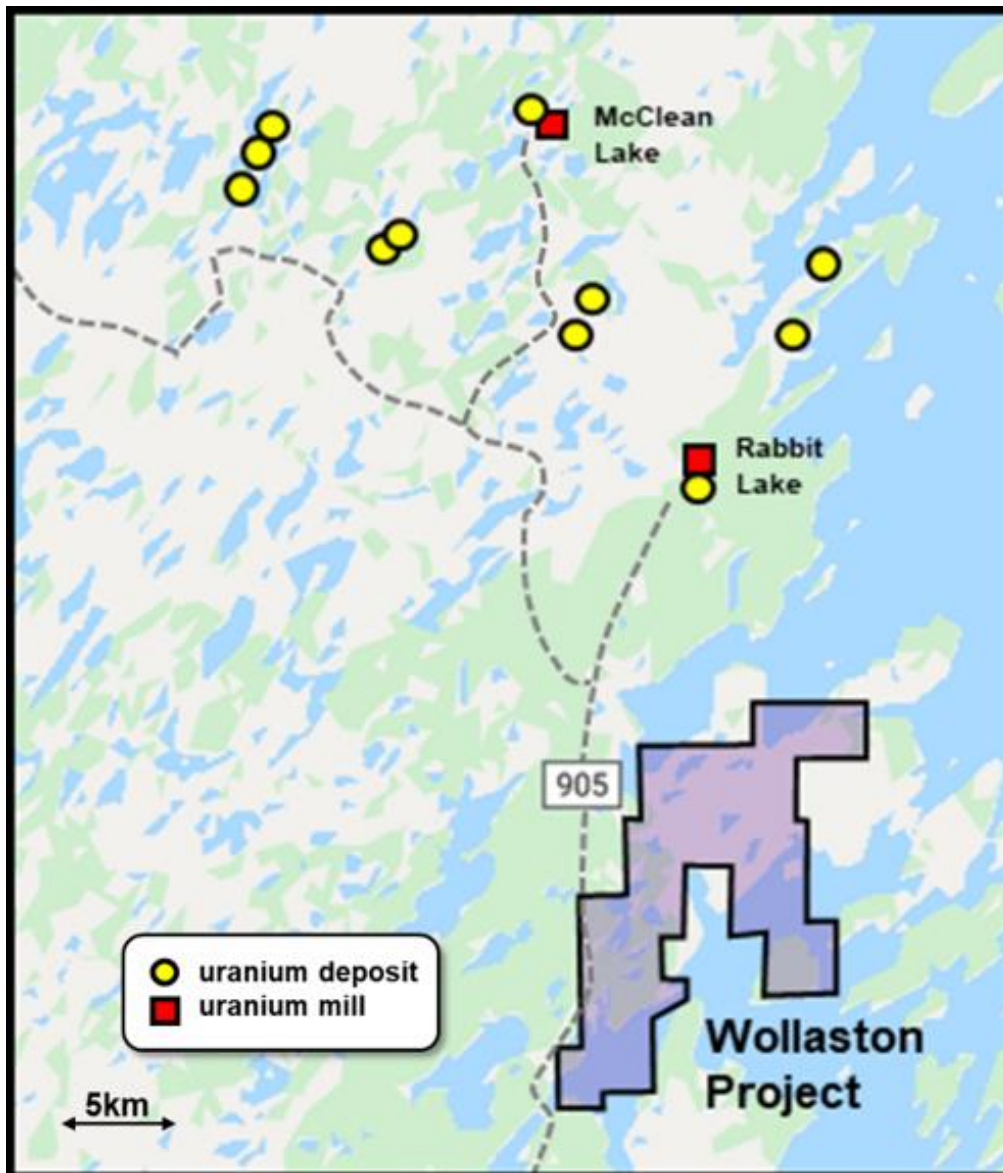 McClean
Lake
Rabbit
Lake
905
uranium deposit
uranium mill
Wollaston
Project
5km